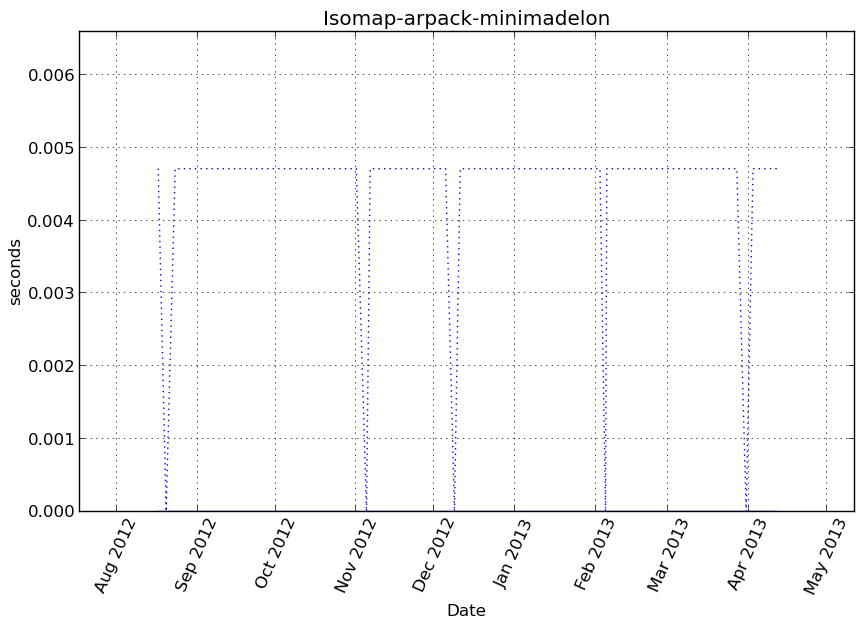 Isomap-arpack-minimadelon
0.006
0.005
0.004
0.003
0.002
0.001
0.000
seconds
Aug 2012
Sep 2012
Oct 2012
Nov 2012
Dec 2012
Jan 2013
Feb 2013
Mar 2013
Apr 2013
May 2013
Date